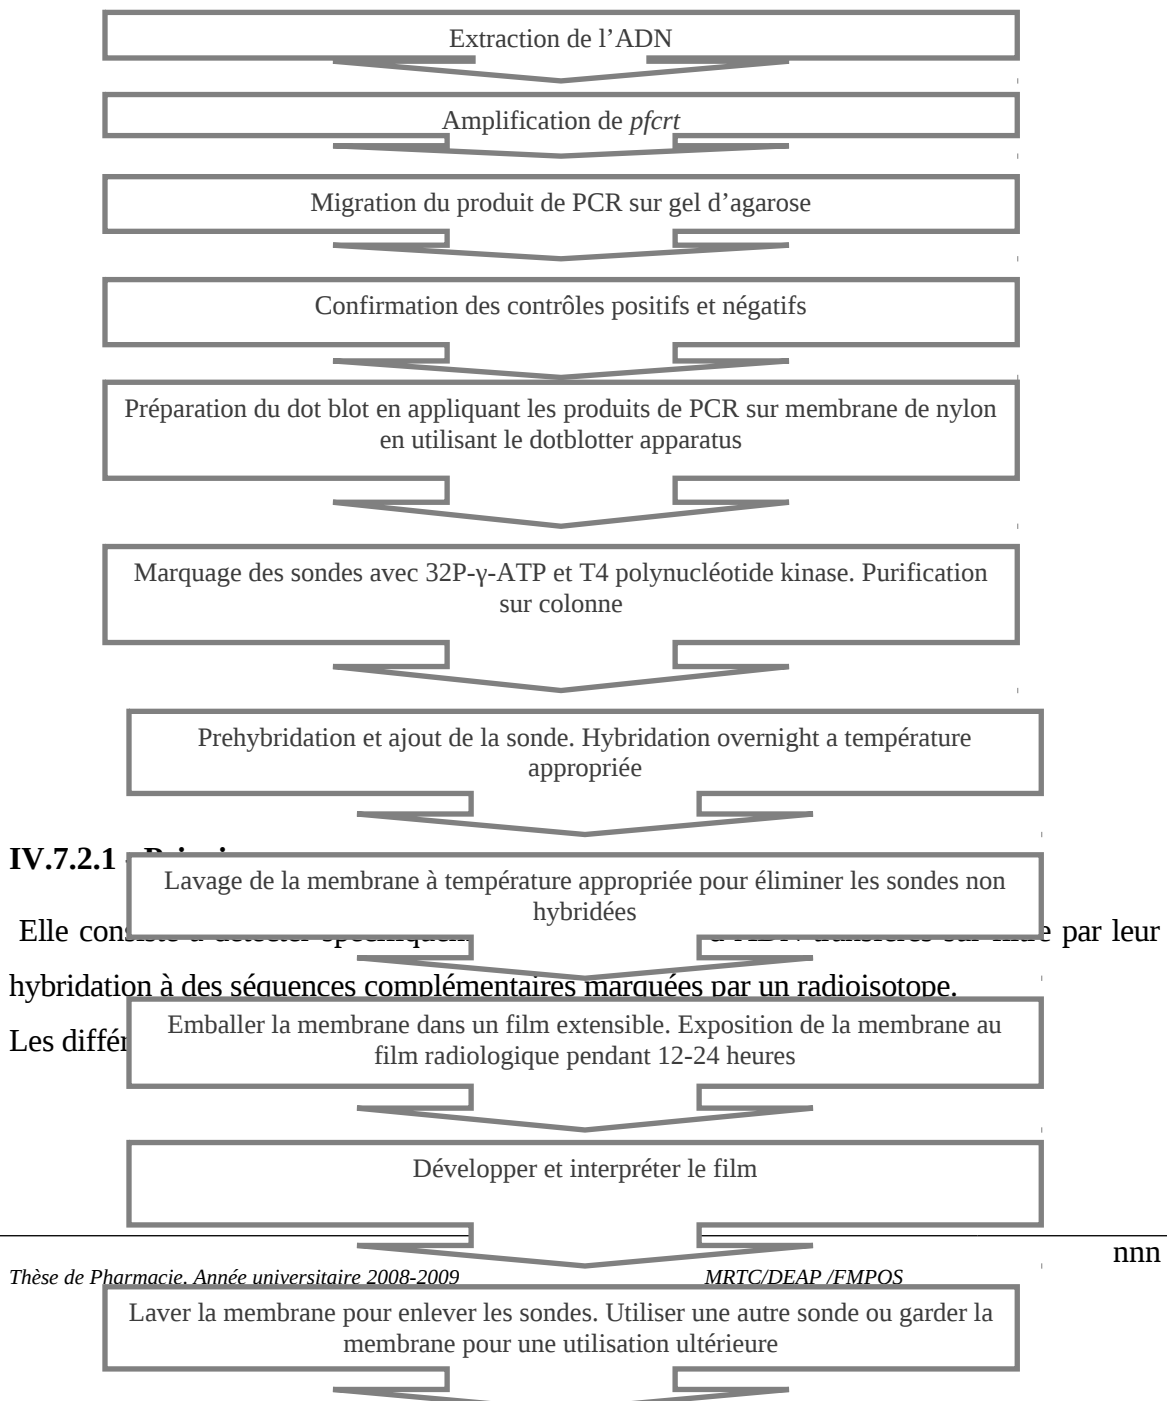 Extraction de l’ADN
Amplification de pfcrt
Migration du produit de PCR sur gel d’agarose
Confirmation des contrôles positifs et négatifs
Préparation du dot blot en appliquant les produits de PCR sur membrane de nylon
en utilisant le dotblotter apparatus
Marquage des sondes avec 32P-γ-ATP et T4 polynucléotide kinase. Purification
sur colonne
Prehybridation et ajout de la sonde. Hybridation overnight a température
appropriée
IV.7.2.1
Lavage de la membrane à température appropriée pour éliminer les sondes non
hybridées
Elle par leur
hybridation à des séquences complémentaires marquées par un radioisotope.
Emballer la membrane dans un film extensible. Exposition de la membrane au
film radiologique pendant 12-24 heures
Les
Développer et interpréter le film
nnn
Thèse de Pharmacie. Année universitaire 2008-2009 MRTC/DEAP /FMPOS
Laver la membrane pour enlever les sondes. Utiliser une autre sonde ou garder la
membrane pour une utilisation ultérieure